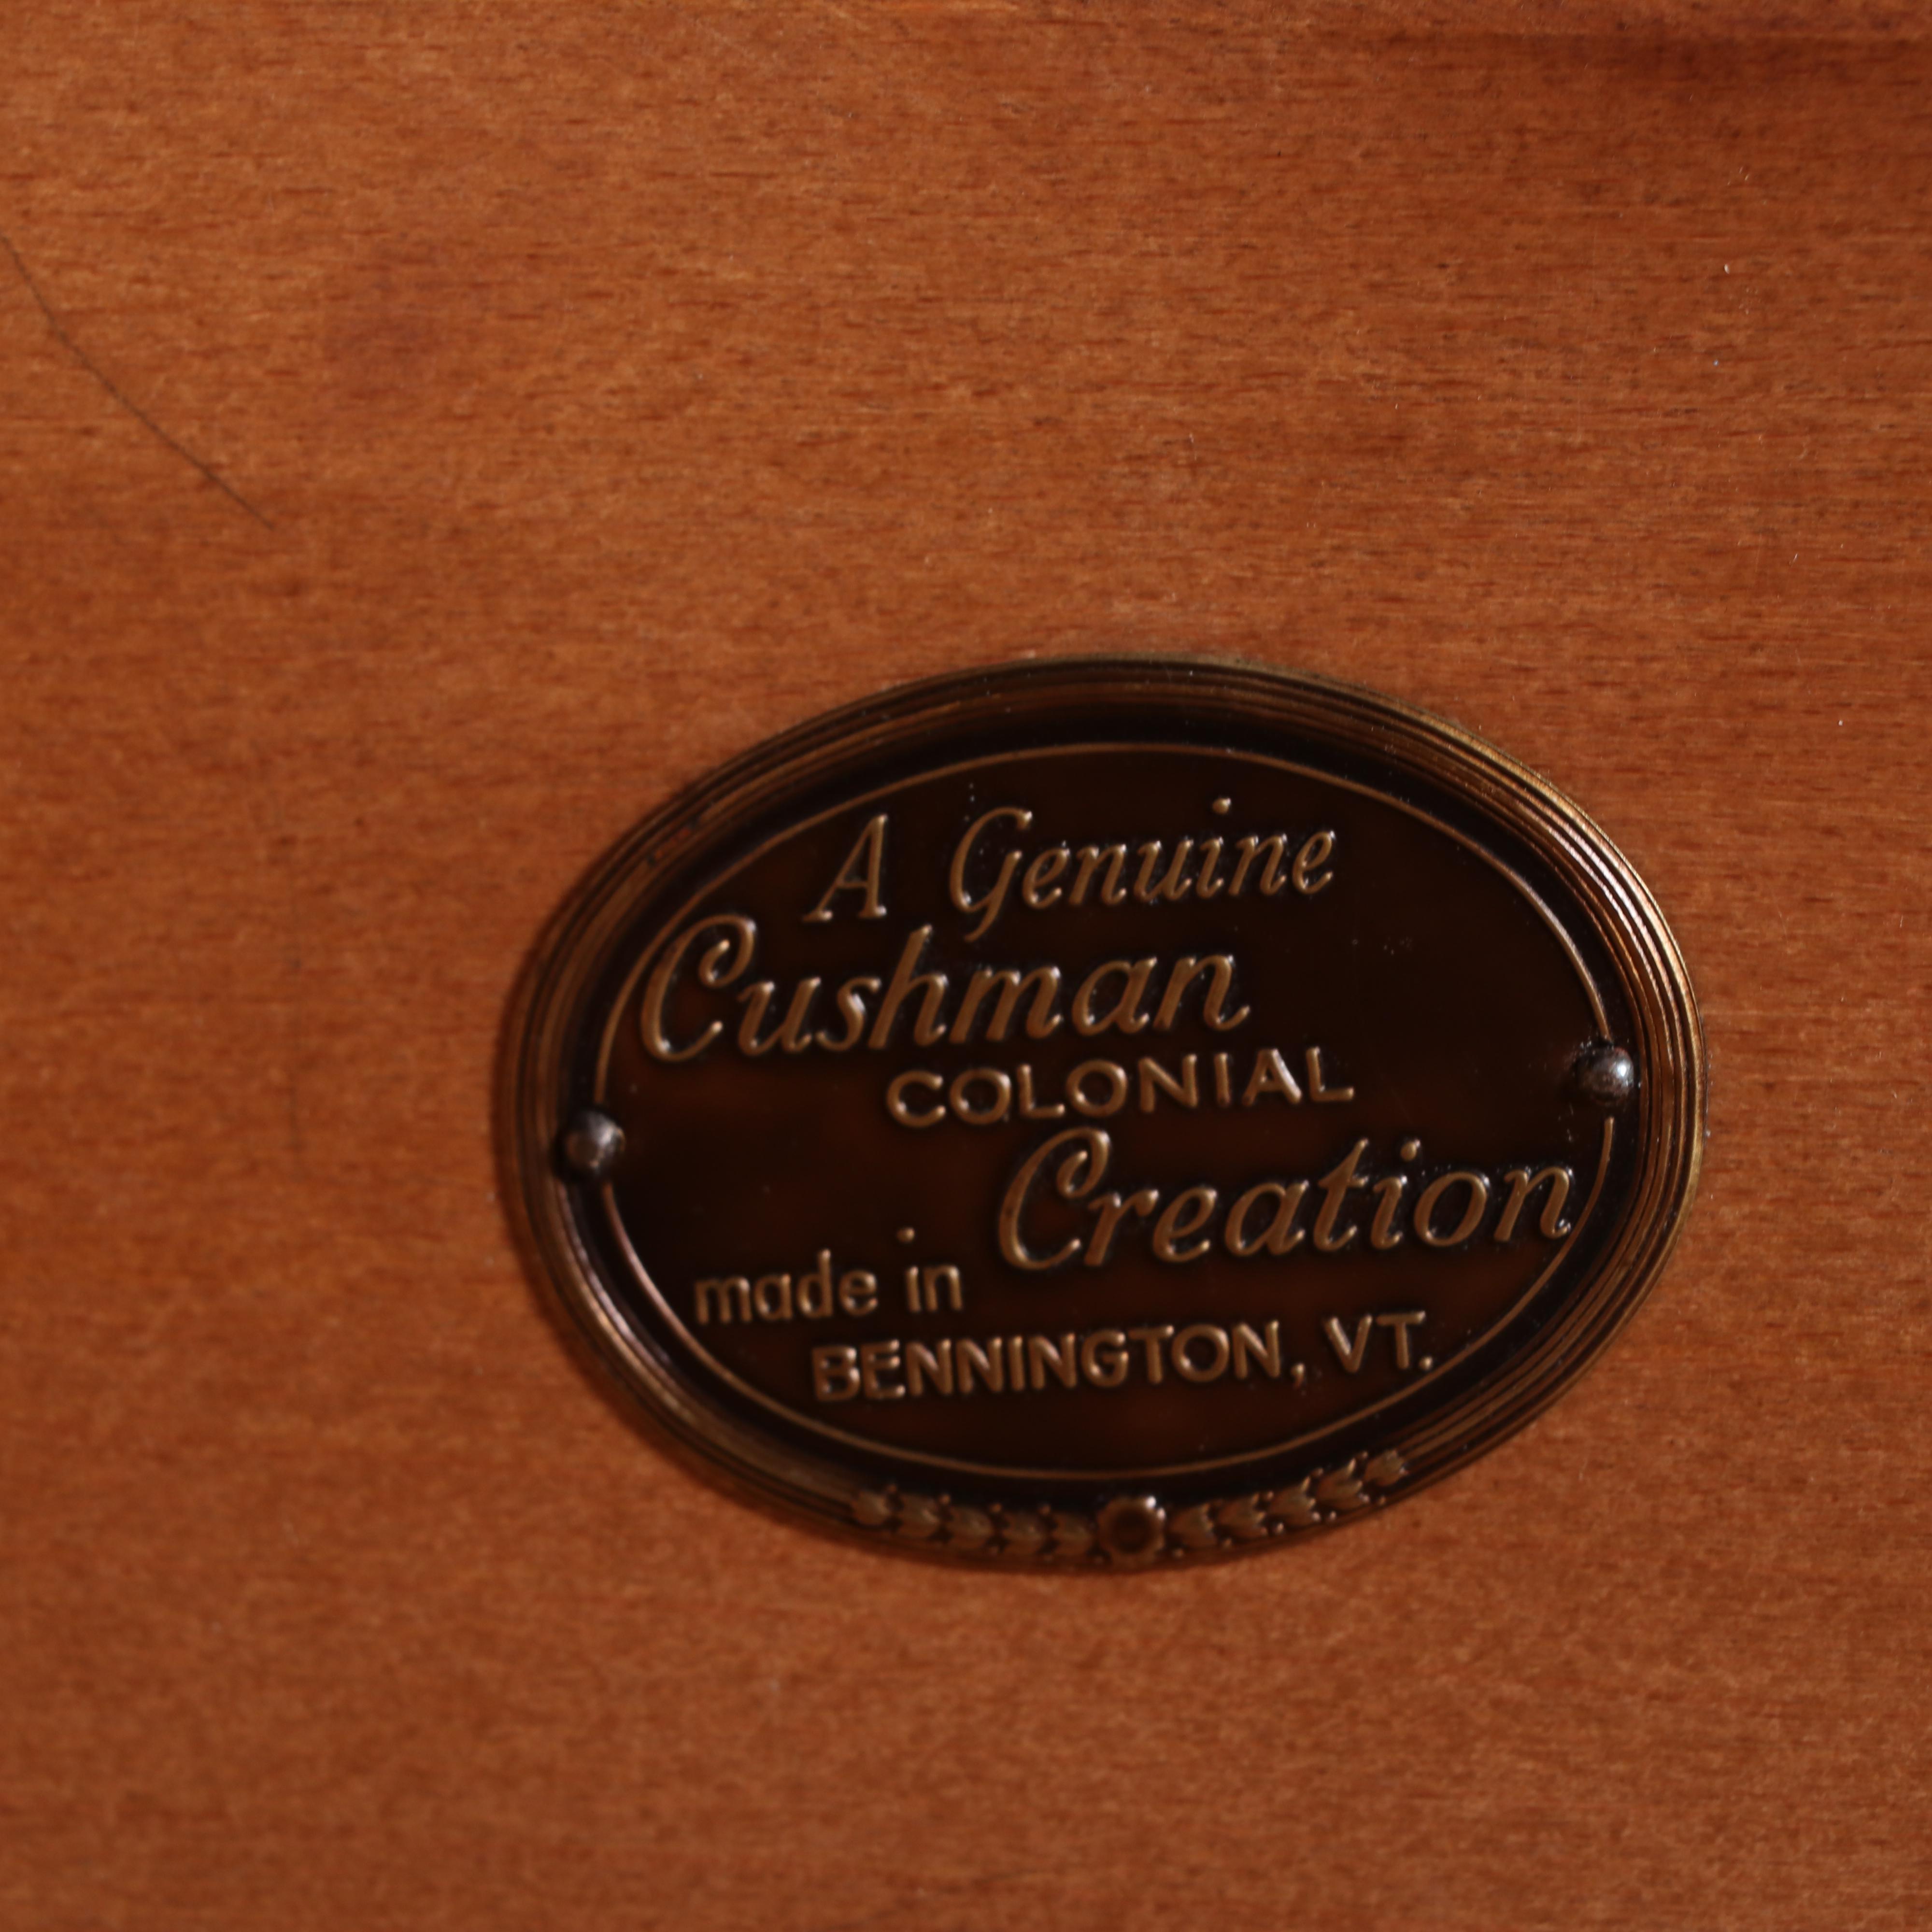 A Genuine
Cushman
COLONIAL
Creation
made in
BENNINGTON, VT.